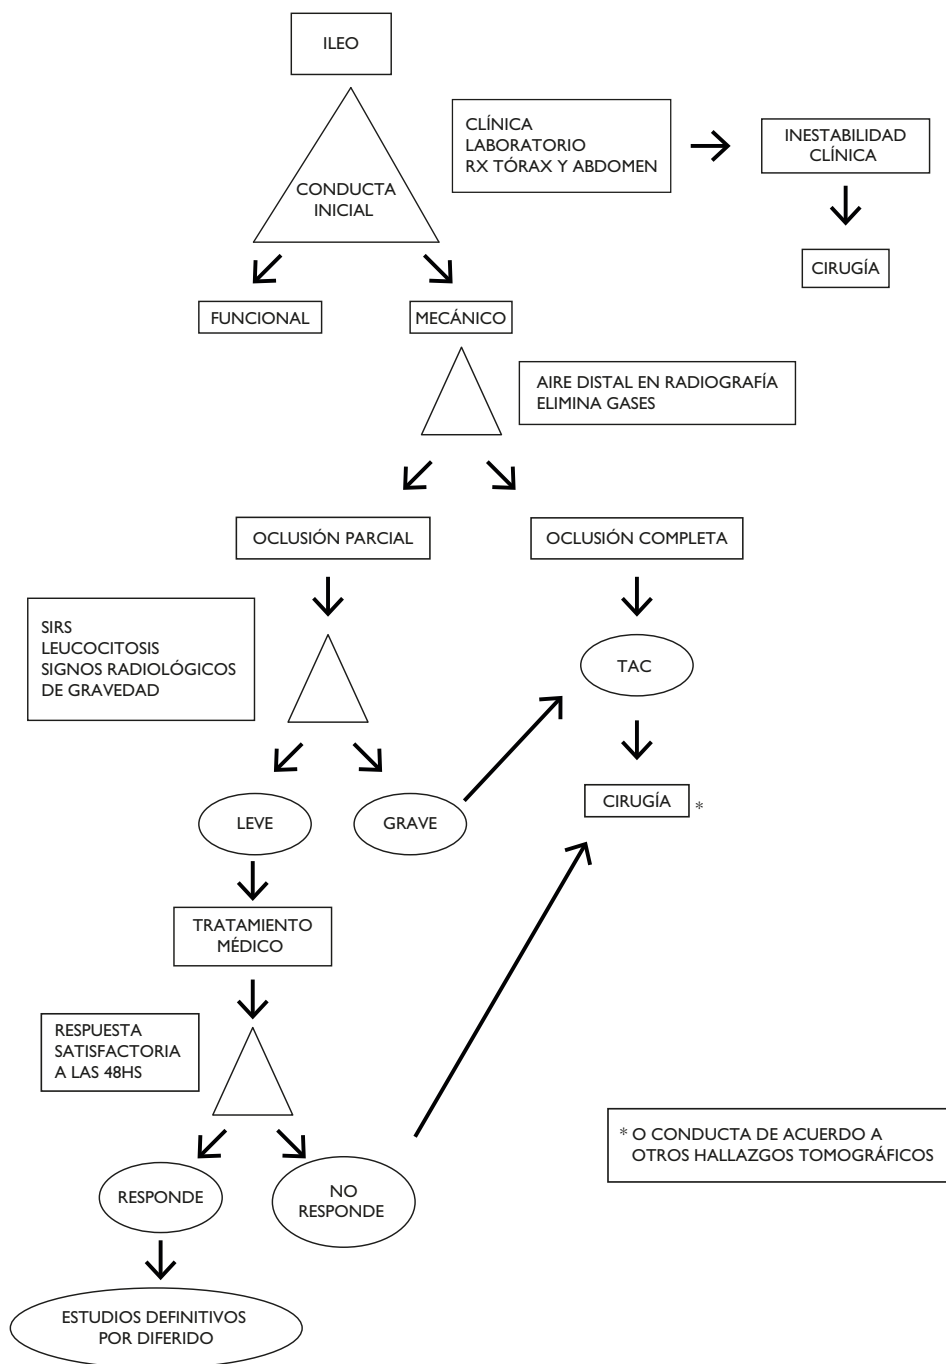 ILEO
CLÍNICA
LABORATORIO
RX TÓRAX Y ABDOMEN
INESTABILIDAD
CLÍNICA
CONDUCTA
INICIAL
CIRUGÍA
FUNCIONAL
MECÁNICO
AIRE DISTAL EN RADIOGRAFÍA
ELIMINA GASES
OCLUSIÓN PARCIAL
OCLUSIÓN COMPLETA
SIRS
LEUCOCITOSIS
SIGNOS RADIOLÓGICOS
DE GRAVEDAD
TAC
LEVE
GRAVE
CIRUGÍA *
TRATAMIENTO
MÉDICO
RESPUESTA
SATISFACTORIA
A LAS 48HS
* O CONDUCTA DE ACUERDO A
OTROS HALLAZGOS TOMOGRÁFICOS
RESPONDE
NO
RESPONDE
ESTUDIOS DEFINITIVOS
POR DIFERIDO